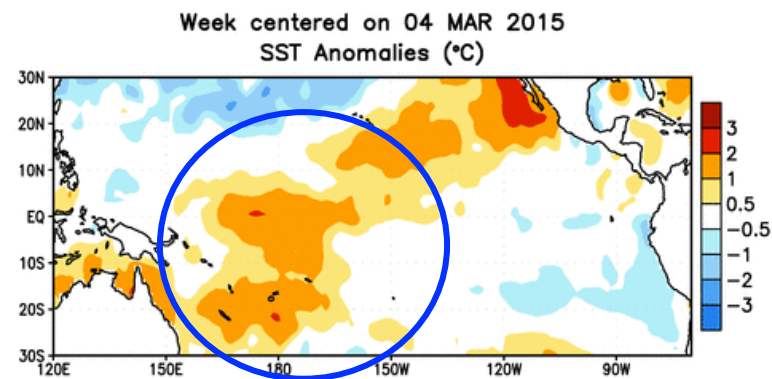 Week centered on 04 MAR 2015
SST Anomalies (°C)
30N
20N
10N
EQ
10S
20S
30S
120E 150E 180 150W 120W 90W
3
2
1
0.5
-0.5
-1
-2
-3